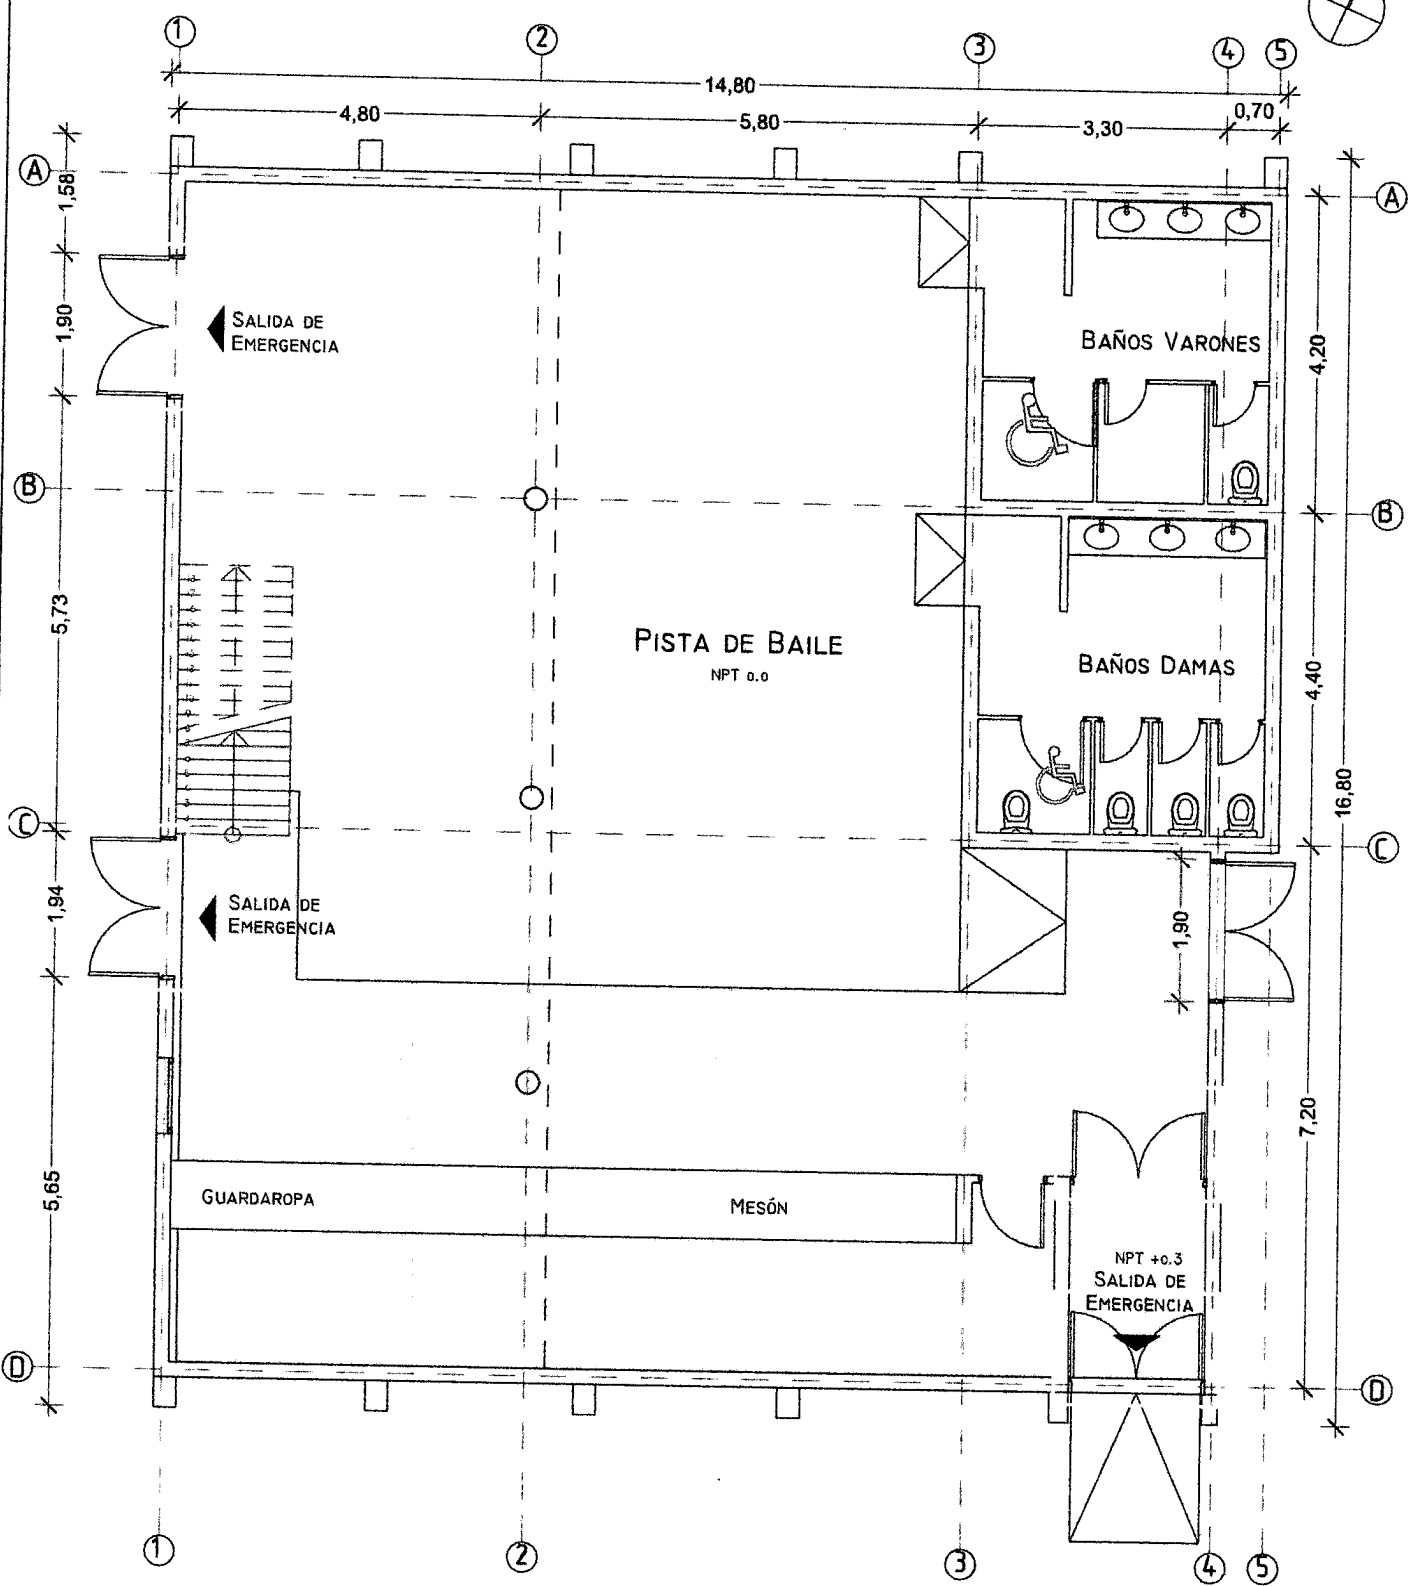 1
2
3
4
5
14,80
4,80
5,80
3,30
0,70
A
1,58
A
1,90
SALIDA DE
EMERGENCIA
BAÑOS VARONES
4,20
B
B
5,73
PISTA DE BAILE
NPT 0.0
BAÑOS DAMAS
4,40
16,80
C
C
1,94
SALIDA DE
EMERGENCIA
1,90
7,20
5,65
GUARDAROPA
MESÓN
NPT +0.3
SALIDA DE
EMERGENCIA
D
D
1
2
3
4
5